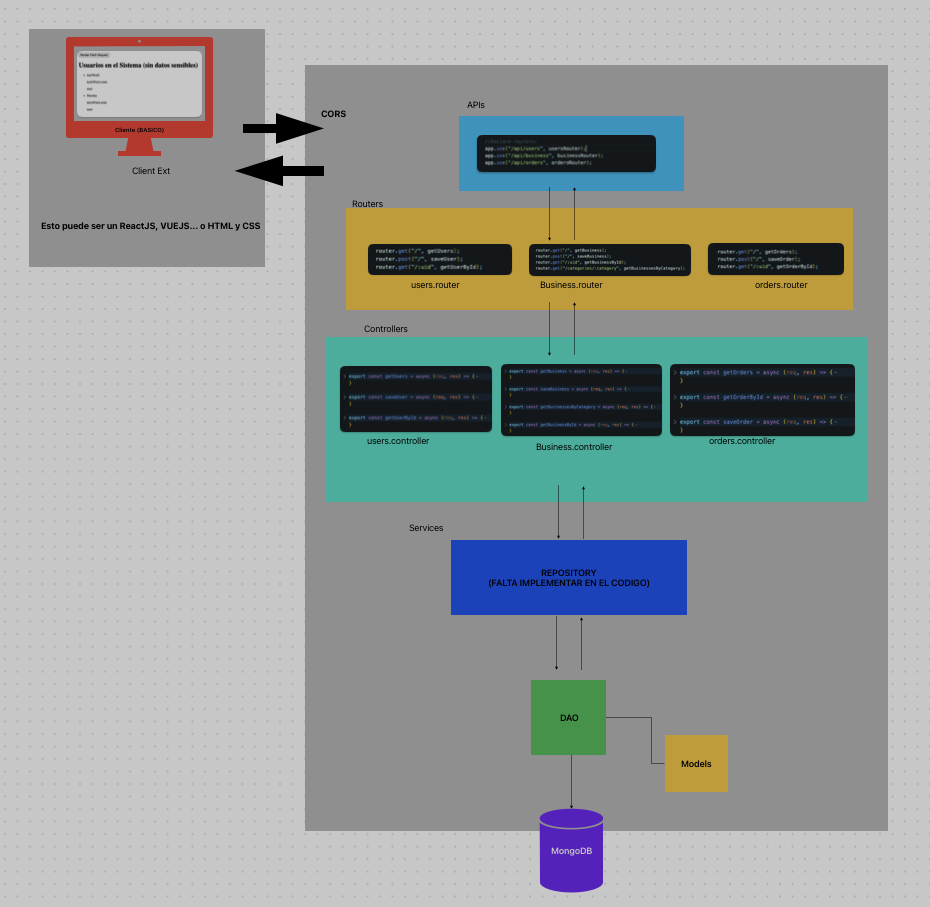 Usuarios en el Sistema (sin datos sensibles)
Cliente (BASICO)
Client Ext
Esto puede ser un ReactJS, VUEJS... o HTML y CSS
CORS
APIs
app.use("/api/users", usersRouter);
app.use("/api/business", businessRouter);
app.use("/api/orders", ordersRouter);
Routers
router.get("/", getUsers);
router.post("/", saveUser);
router.get("/:uid", getUserById);
users.router
router.get("/", getBusiness);
router.post("/", saveBusiness);
router.get("/:uid", getBusinessById);
router.get("/categories/:category", getBusinessesByCategory);
Business.router
router.get("/", getOrders);
router.post("/", saveOrder);
router.get("/:uid", getOrderById);
orders.router
Controllers
export const getUsers = async (req, res) => {
}
export const saveUser = async (req, res) => {
}
export const getUserById = async (req, res) => {
}
users.controller
export const getBusiness = async (req, res) => {
}
export const saveBusiness = async (req, res) => {
}
export const getBusinessesByCategory = async (req, res) => {
}
export const getBusinessById = async (req, res) => {
}
Business.controller
export const getOrders = async (req, res) => {
}
export const getOrderById = async (req, res) => {
}
export const saveOrder = async (req, res) => {
}
orders.controller
Services
REPOSITORY
(FALTA IMPLEMENTAR EN EL CODIGO)
DAO
Models
MongoDB